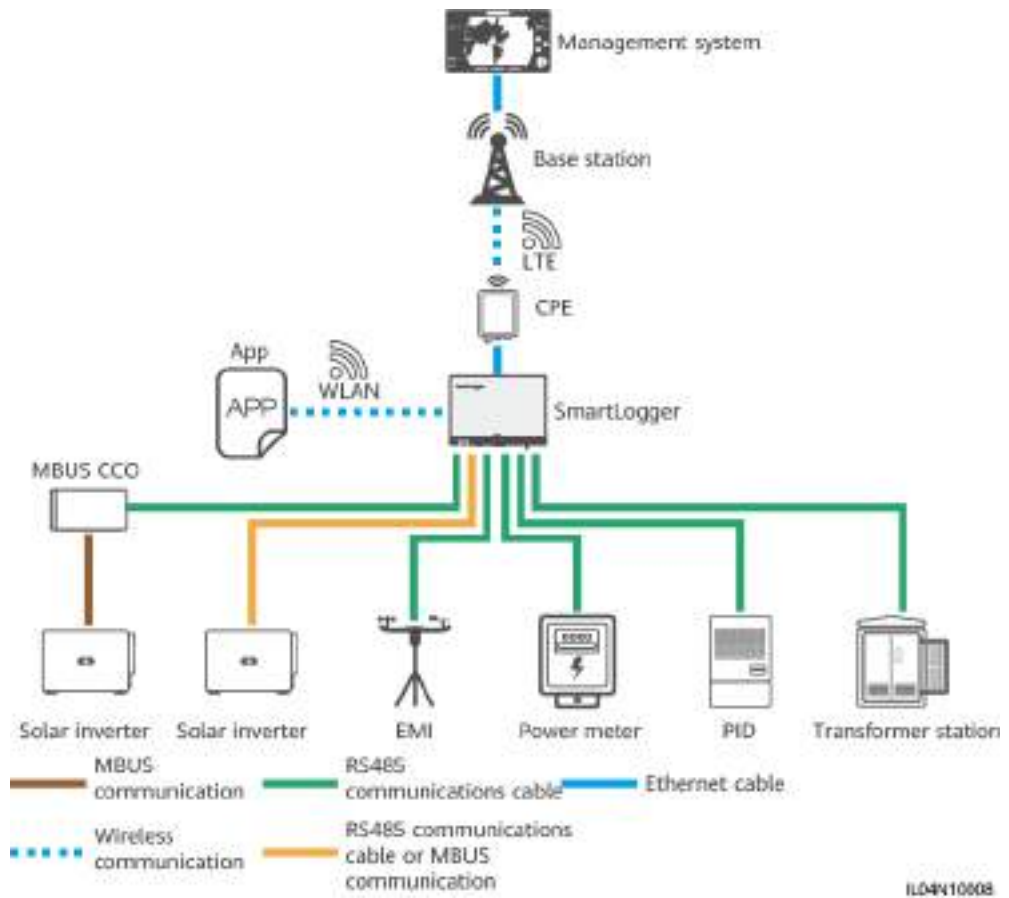 Management system
Base station
LTE
CPE
App
WLAN
APP
SmartLogger
MBUS CCO
Solar inverter
Solar inverter
EMI
Power meter
PID
Transformer station
MBUS
communication
RS485
communications cable
Ethernet cable
Wireless
communication
RS485 communications
cable or MBUS
communication
IL04N10008